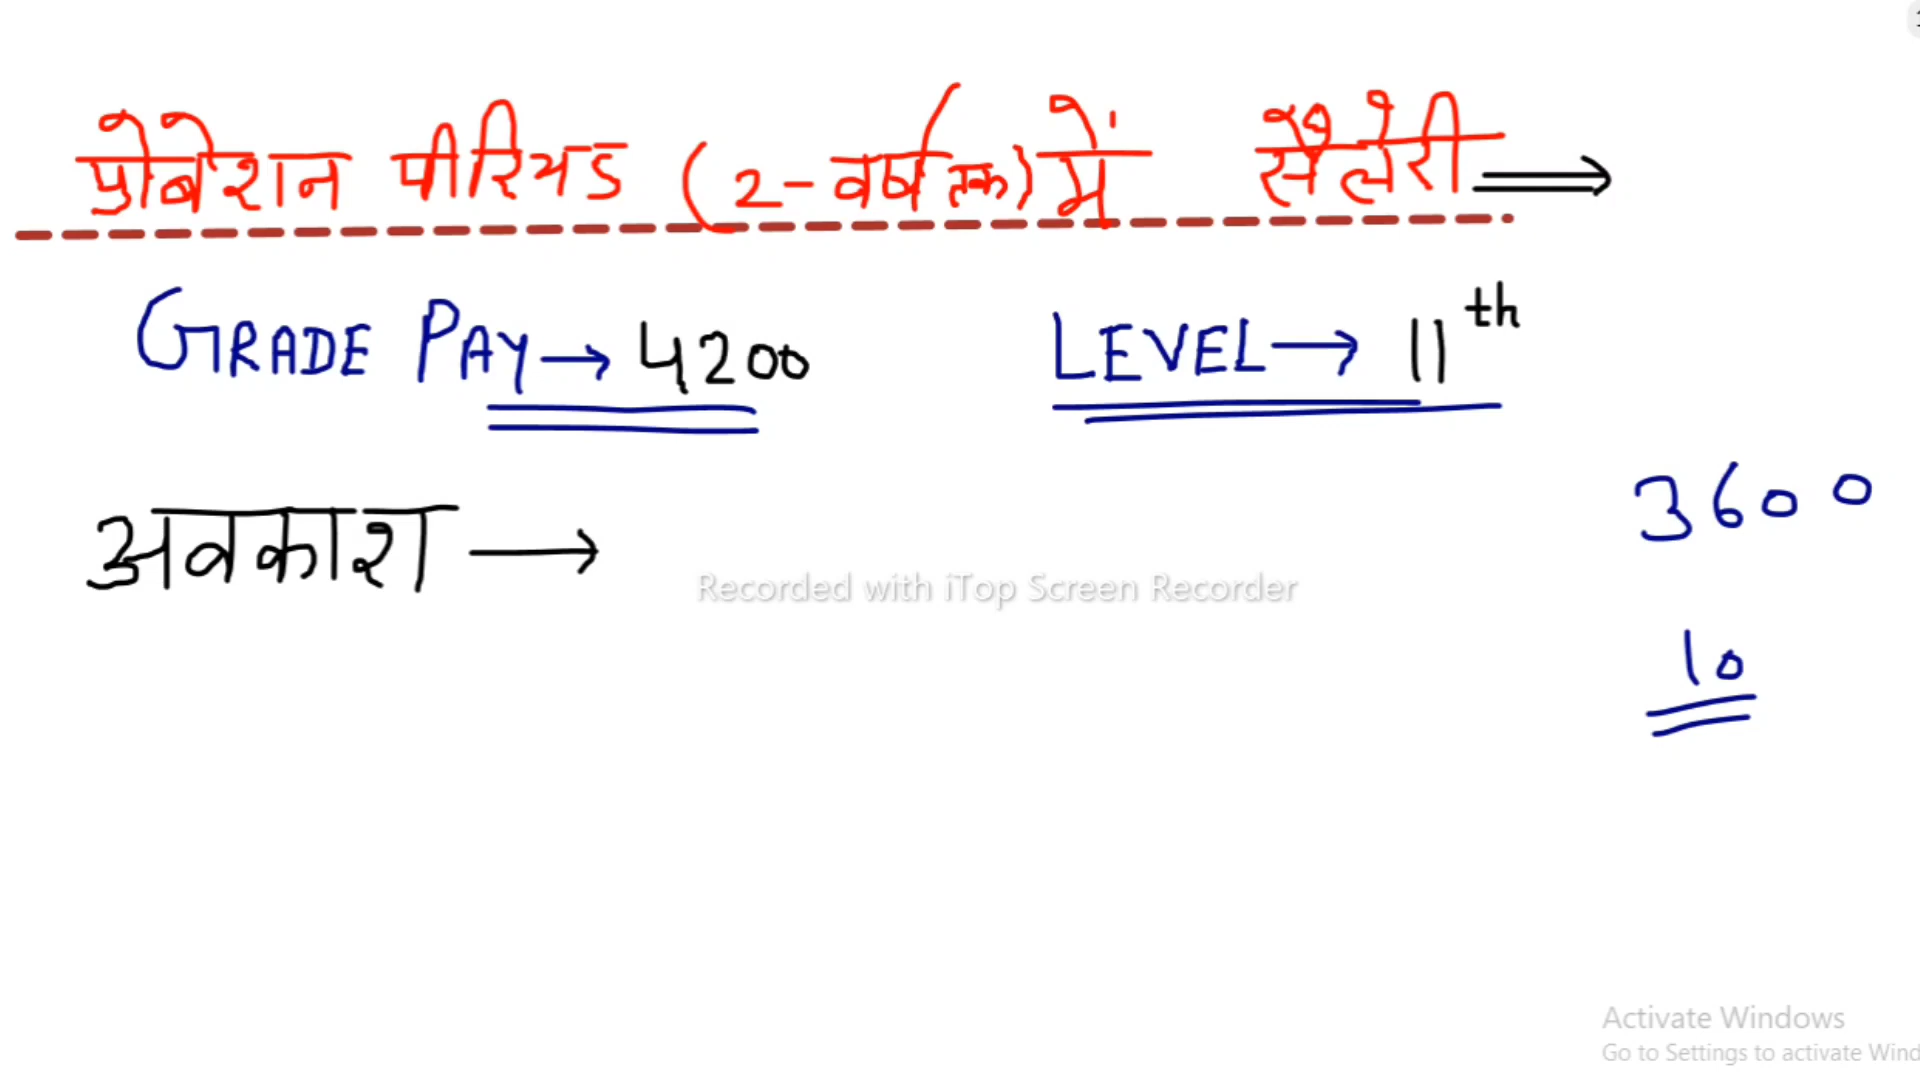 प्रोबेशन पीरियड (2-वर्ष तक) में सैलेरी ⟹
GRADE PAY → 4200 LEVEL → 11th
3600
अवकाश →
Recorded with iTop Screen Recorder
10
Activate Windows
Go to Settings to activate Wind